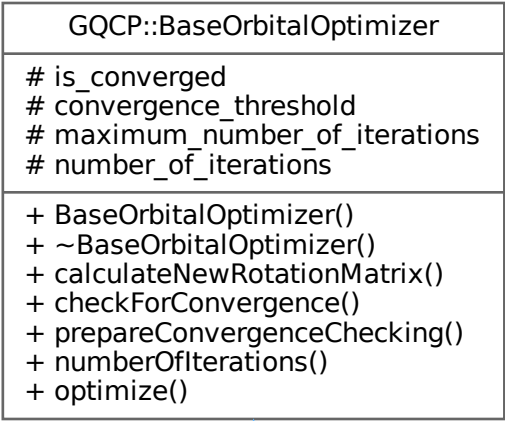 GQCP::BaseOrbitalOptimizer
# is_converged
# convergence_threshold
# maximum_number_of_iterations
# number_of_iterations
+ BaseOrbitalOptimizer()
+ ~BaseOrbitalOptimizer()
+ calculateNewRotationMatrix()
+ checkForConvergence()
+ prepareConvergenceChecking()
+ numberOfIterations()
+ optimize()